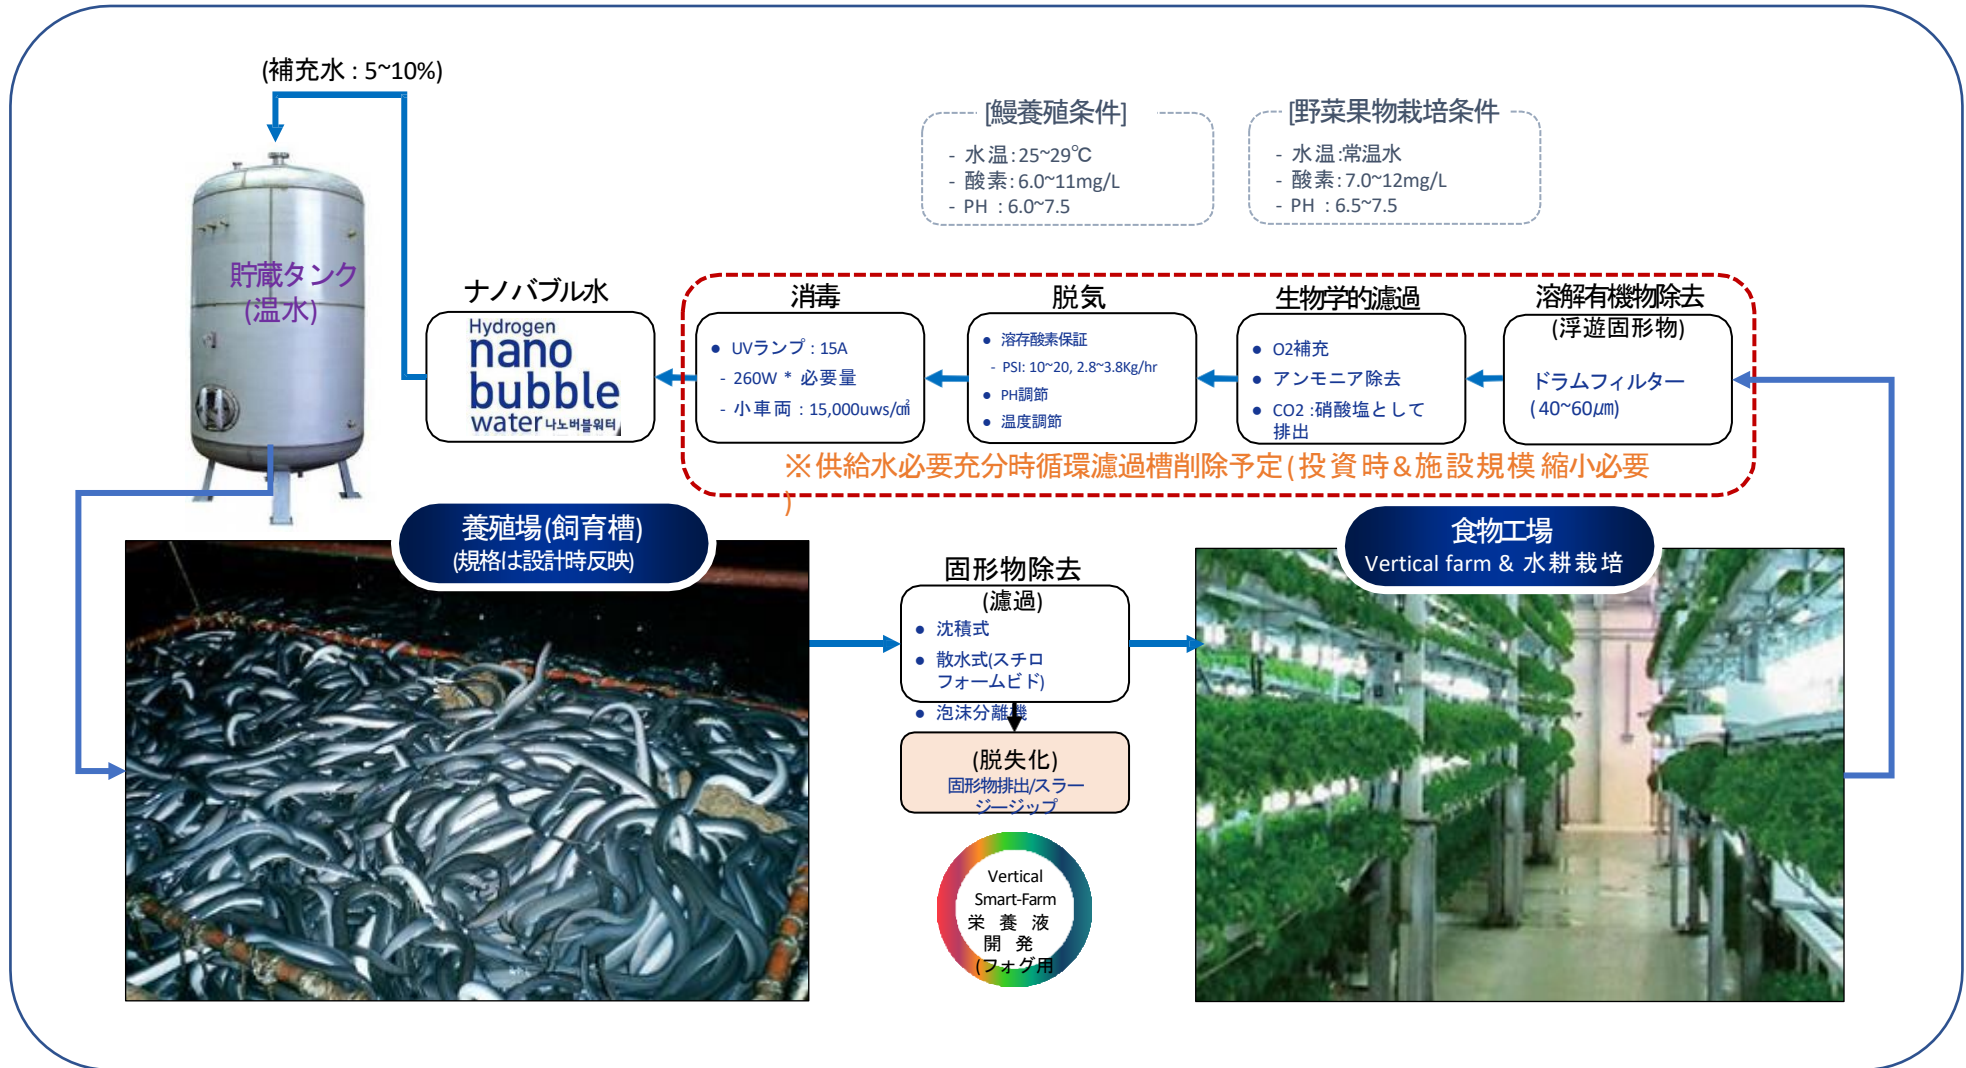 (補充水 : 5~10%)
[鰻養殖条件]
- 水温:25~29℃
- 酸素:6.0~11mg/L
- PH : 6.0~7.5
[野菜果物栽培条件
- 水温:常温水
- 酸素:7.0~12mg/L
- PH : 6.5~7.5
貯蔵タンク
(温水)
ナノバブル水
Hydrogen
nano
bubble
water 나노버블워터
消毒
● UVランプ : 15A
- 260W * 必要量
- 小車両 : 15,000uws/㎠
脱気
● 溶存酸素保証
- PSI: 10~20, 2.8~3.8Kg/hr
● PH調節
● 温度調節
生物学的濾過
● O2補充
● アンモニア除去
● CO2 :硝酸塩として
排出
溶解有機物除去
(浮遊固形物)
ドラムフィルター
(40~60㎛)
※供給水必要充分時循環濾過槽削除予定(投資時&施設規模縮小必要
)
養殖場(飼育槽)
(規格は設計時反映)
固形物除去
(濾過)
● 沈積式
● 散水式(スチロ
フォームビド)
● 泡沫分離機
(脱失化)
固形物排出/スラー
ジージップ
Vertical
Smart-Farm
栄 養 液
開 発
(フォグ用
食物工場
Vertical farm & 水耕栽培